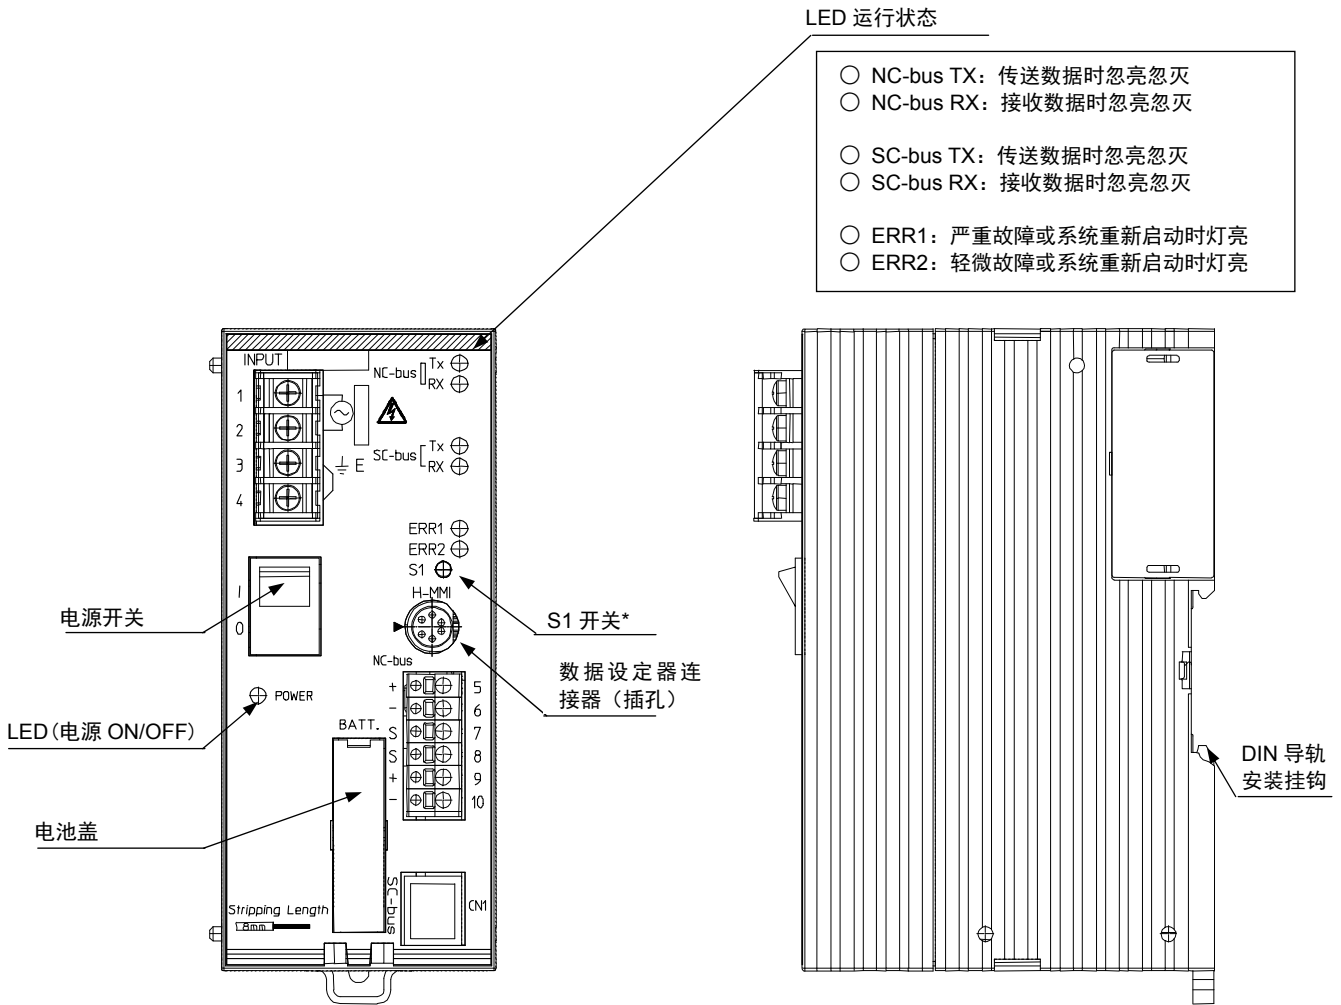 LED 运行状态
○ NC-bus TX：传送数据时忽亮忽灭
○ NC-bus RX：接收数据时忽亮忽灭
○ SC-bus TX：传送数据时忽亮忽灭
○ SC-bus RX：接收数据时忽亮忽灭
○ ERR1：严重故障或系统重新启动时灯亮
○ ERR2：轻微故障或系统重新启动时灯亮
INPUT
1
2
3
4
E
NC-bus
Tx
RX
SC-bus
Tx
RX
ERR1
ERR2
S1
H-MMI
I
0
电源开关
S1 开关*
数据设定器连
接器（插孔）
POWER
LED（电源 ON/OFF）
NC-bus
+ 5
- 6
S 7
S 8
+ 9
- 10
BATT.
电池盖
SC-bus
CN1
Stripping Length
8mm
DIN 导轨
安装挂钩